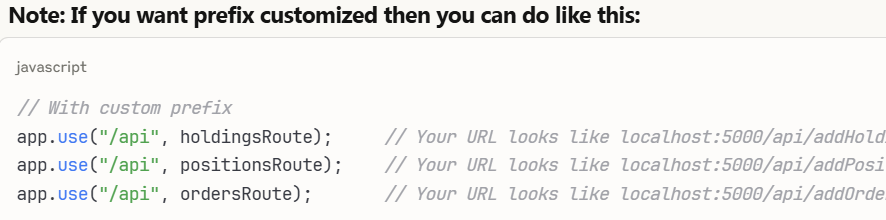 Note: If you want prefix customized then you can do like this:
javascript
// With custom prefix
app.use("/api", holdingsRoute);     // Your URL looks like localhost:5000/api/addHold
app.use("/api", positionsRoute);    // Your URL looks like localhost:5000/api/addPosi
app.use("/api", ordersRoute);       // Your URL looks like localhost:5000/api/addOrde